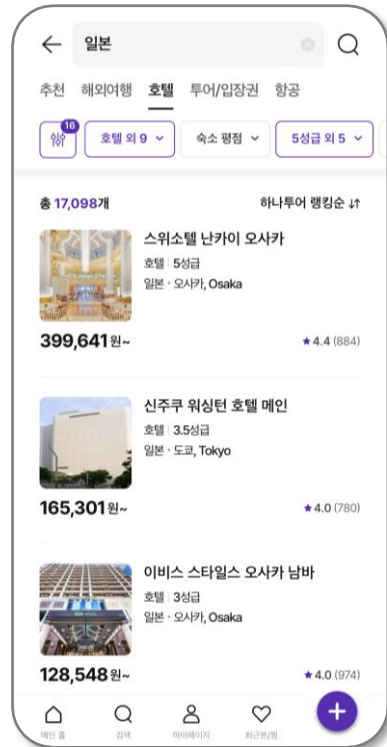 일본
추천 해외여행 호텔 투어/입장권 항공
16
호텔 외 9 숙소 평점 5성급 외 5
총 17,098개 하나투어 랭킹순
스위소텔 난카이 오사카
호텔 | 5성급
일본 · 오사카, Osaka
399,641원~ ★ 4.4 (884)
신주쿠 워싱턴 호텔 메인
호텔 | 3.5성급
일본 · 도쿄, Tokyo
165,301원~ ★ 4.0 (780)
이비스 스타일스 오사카 남바
호텔 | 3성급
일본 · 오사카, Osaka
128,548원~ ★ 4.0 (974)
메인 홈 검색 마이페이지 최근본/찜